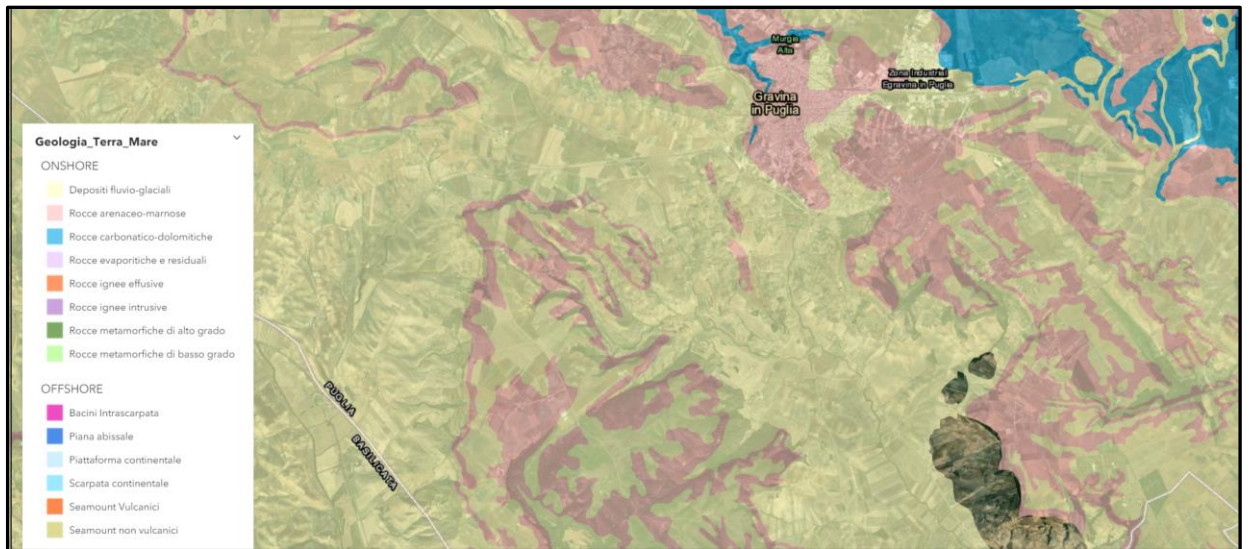 Murgia
Alta
Zona Industrial
Egravina in Puglia
Gravina
in Puglia
Geologia_Terra_Mare
ONSHORE
Depositi fluvio-glaciali
Rocce arenaceo-marnose
Rocce carbonatico-dolomitiche
Rocce evaporitiche e residuali
Rocce ignee effusive
Rocce ignee intrusive
Rocce metamorfiche di alto grado
Rocce metamorfiche di basso grado
OFFSHORE
Bacini Intrascarpata
Piana abissale
Piattaforma continentale
Scarpata continentale
Seamount Vulcanici
Seamount non vulcanici
PUGLIA
BASILICATA